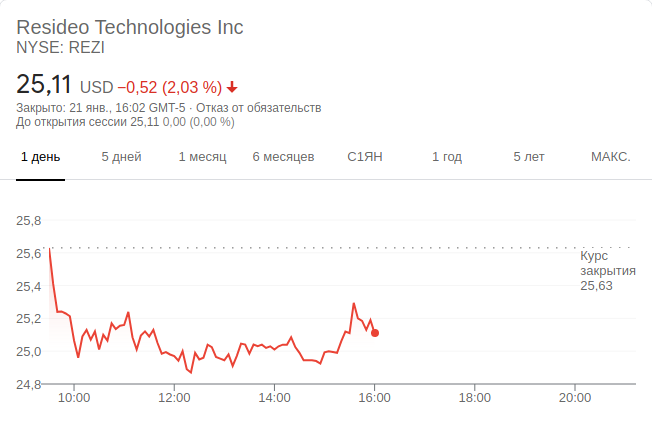 Resideo Technologies Inc
NYSE: REZI
25,11 USD −0,52 (2,03 %)
Закрыто: 21 янв., 16:02 GMT-5 · Отказ от обязательств
До открытия сессии 25,11 0,00 (0,00 %)
1 день 5 дней 1 месяц 6 месяцев С1ЯН 1 год 5 лет МАКС.
25,8
25,6
25,4
25,2
25,0
24,8
Курс
закрытия
25,63
10:00 12:00 14:00 16:00 18:00 20:00